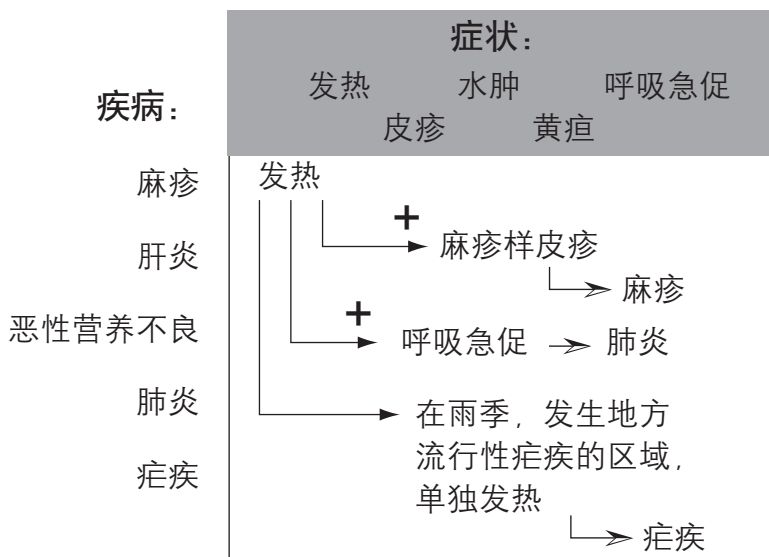 症状：
发热 水肿 呼吸急促
皮疹 黄疸
疾病：
麻疹
肝炎
恶性营养不良
肺炎
疟疾
发热
+ 麻疹样皮疹
麻疹
+ 呼吸急促 肺炎
在雨季，发生地方
流行性疟疾的区域，
单独发热
疟疾